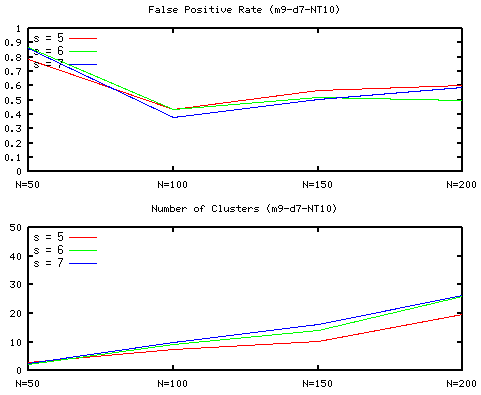 False Positive Rate (m9-d7-NT10)
1
0.9
s = 5
0.8
s = 6
0.7
s = 7
0.6
0.5
0.4
0.3
0.2
0.1
0
N=50 N=100 N=150 N=200
Number of Clusters (m9-d7-NT10)
50
s = 5
40
s = 6
s = 7
30
20
10
0
N=50 N=100 N=150 N=200